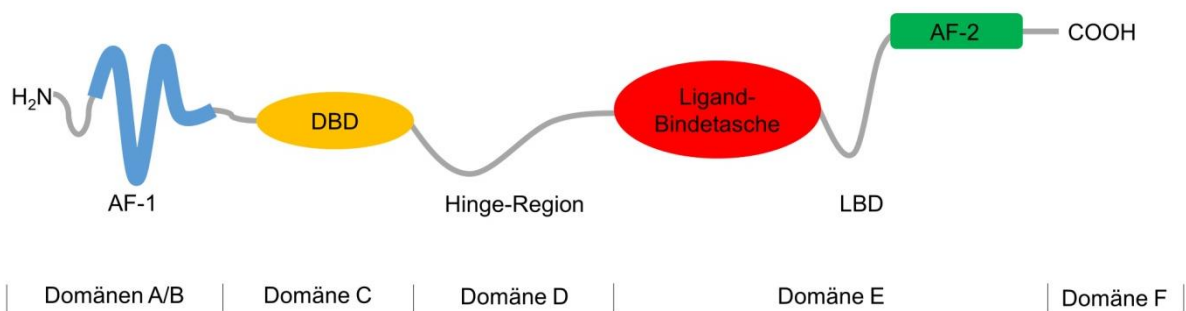 AF-2
COOH
H₂N
DBD
Ligand-
Bindetasche
AF-1
Hinge-Region
LBD
Domänen A/B
Domäne C
Domäne D
Domäne E
Domäne F